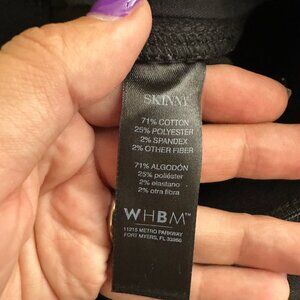 SKINNY
71% COTTON
25% POLYESTER
2% SPANDEX
2% OTHER FIBER
71% ALGODÓN
25% poliéster
2% elastano
2% otra fibra
WHBM™
11215 METRO PARKWAY
FORT MYERS, FL 33966